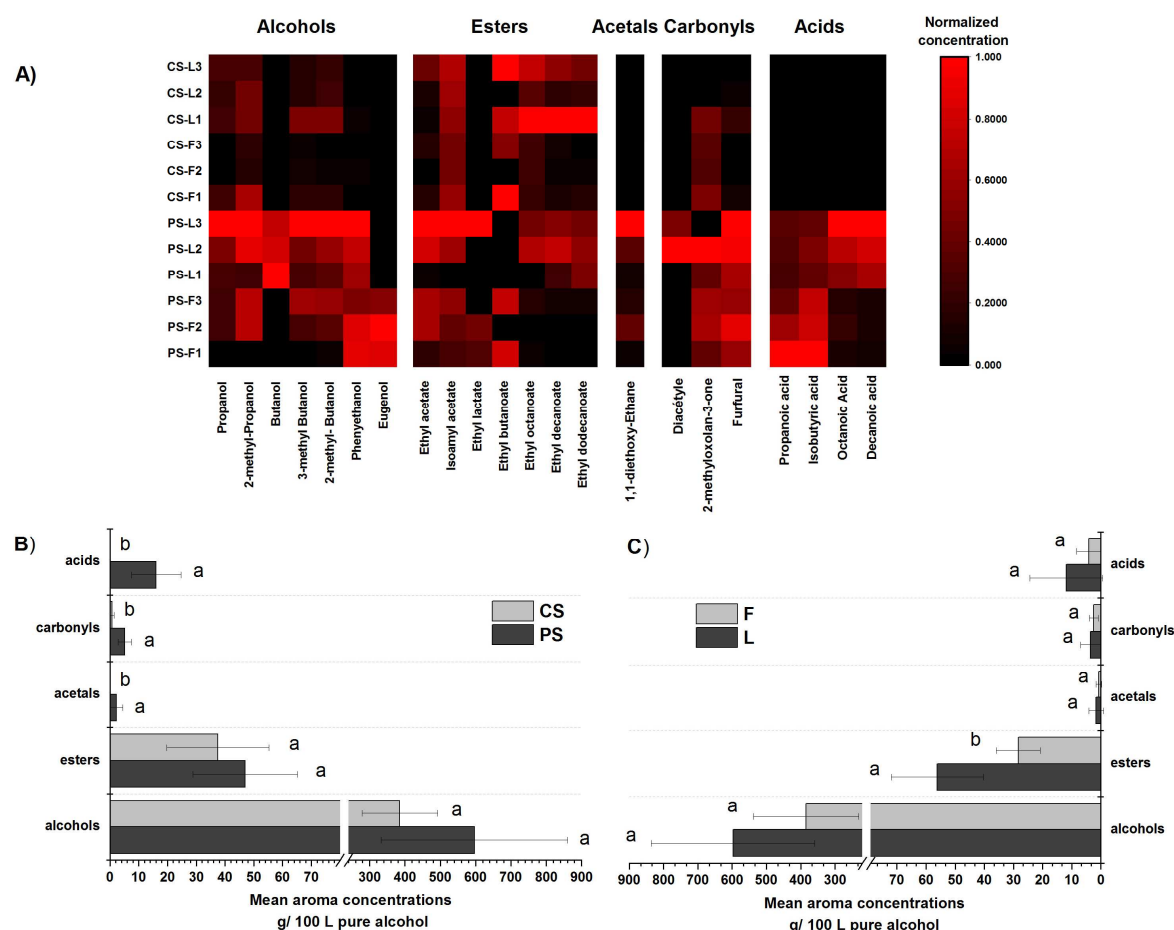 Alcohols Esters Acetals Carbonyls Acids
Normalized
concentration
A)
CS-L3
CS-L2
CS-L1
CS-F3
CS-F2
CS-F1
PS-L3
PS-L2
PS-L1
PS-F3
PS-F2
PS-F1
1.000
0.8000
0.6000
0.4000
0.2000
0.000
Propanol
2-methyl-Propanol
Butanol
3-methyl Butanol
2-methyl- Butanol
Phenyethanol
Eugenol
Ethyl acetate
Isoamyl acetate
Ethyl lactate
Ethyl butanoate
Ethyl octanoate
Ethyl decanoate
Ethyl dodecanoate
1,1-diethoxy-Ethane
Diacétyle
2-methyloxolan-3-one
Furfural
Propanoic acid
Isobutyric acid
Octanoic Acid
Decanoic acid
B)
acids
carbonyls
acetals
esters
alcohols
b
a
b
a
b
a
a
a
a
a
CS
PS
0 10 20 30 40 50 60 70 300 400 500 600 700 800 900
Mean aroma concentrations
g/ 100 L pure alcohol
C)
a
a
a
a
a
a
b
a
a
a
F
L
acids
carbonyls
acetals
esters
alcohols
900 800 700 600 500 400 300 70 60 50 40 30 20 10 0
Mean aroma concentrations
g/ 100 L pure alcohol